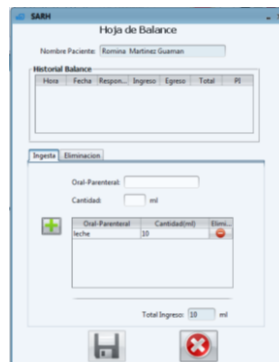 SARH
Hoja de Balance
Nombre Paciente: Romina Martinez Guaman
Historial Balance
Hora Fecha Respon... Ingreso Egreso Total PI
Ingesta Eliminacion
Oral-Parenteral:
Cantidad: ml
Oral-Parenteral Cantidad(ml) Elimi...
leche 10
Total Ingreso: 10 ml